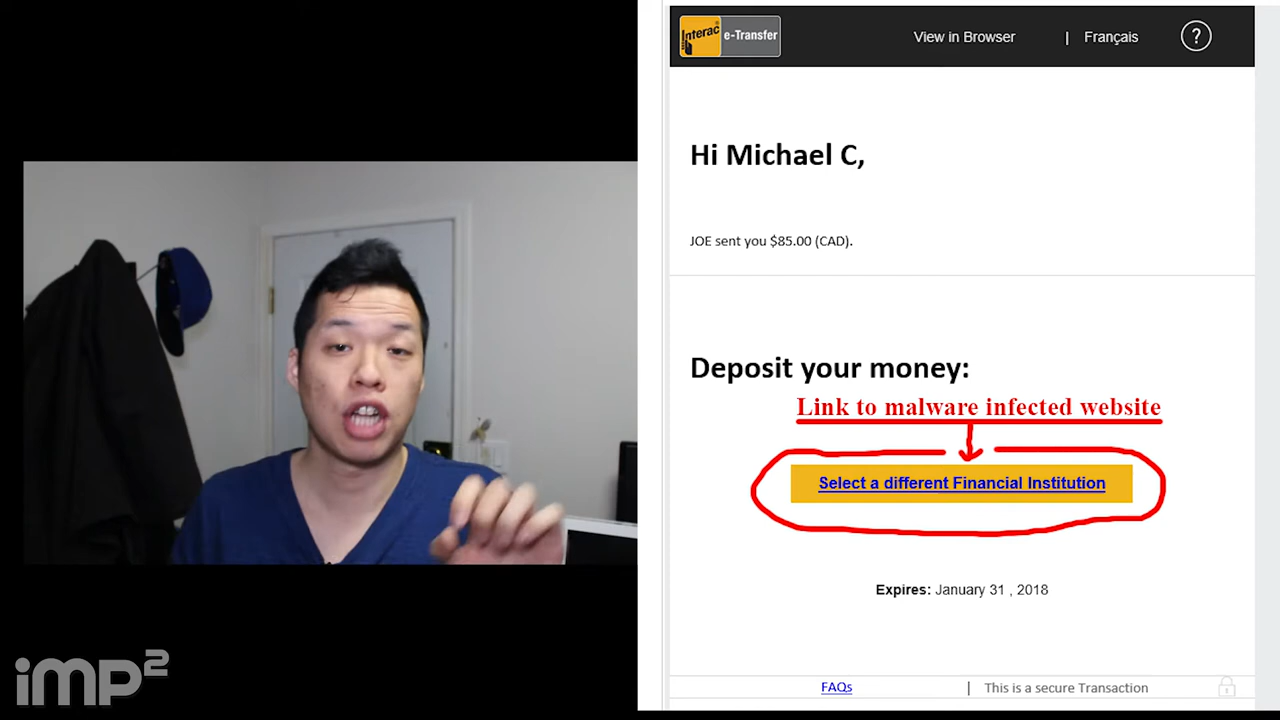 Interac® e-Transfer
View in Browser | Français ?
Hi Michael C,
JOE sent you $85.00 (CAD).
Deposit your money:
Link to malware infected website
Select a different Financial Institution
Expires: January 31 , 2018
FAQs | This is a secure Transaction
iMP²